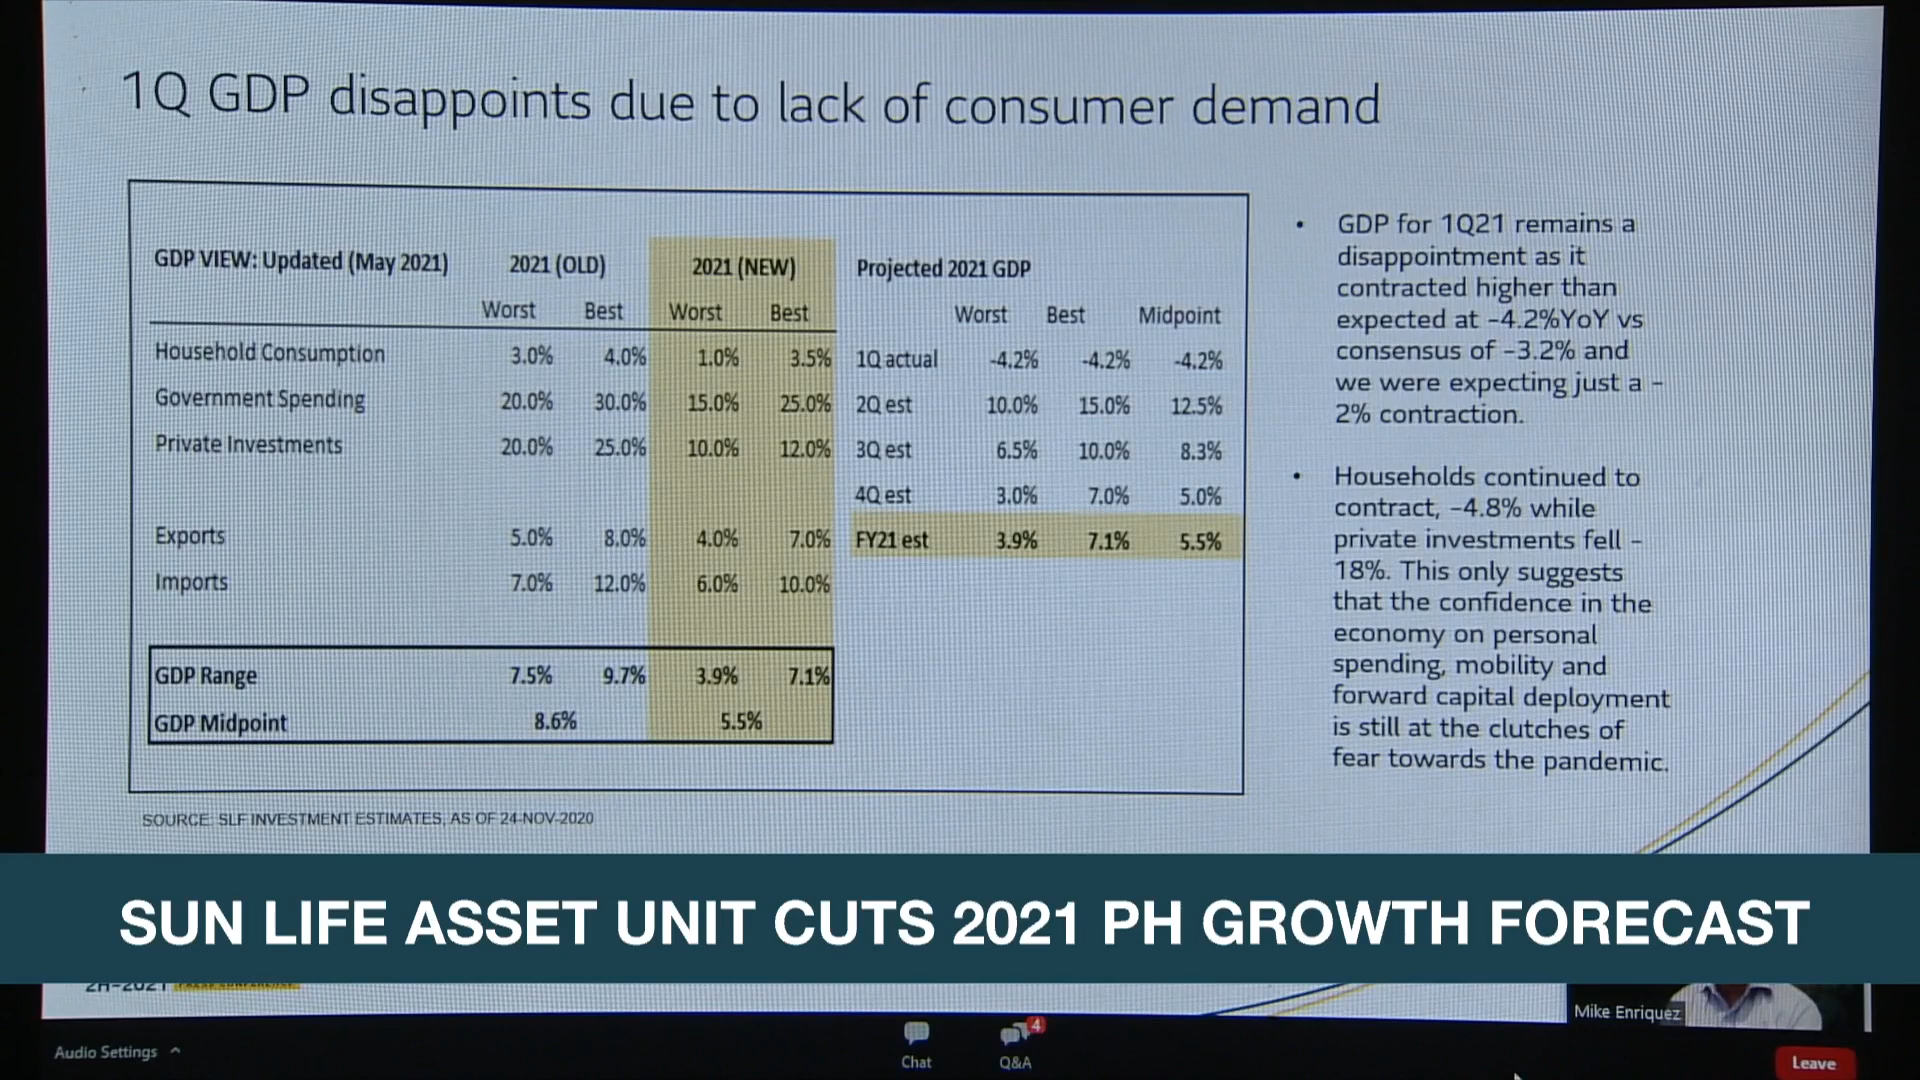 1Q GDP disappoints due to lack of consumer demand
GDP VIEW: Updated (May 2021) 2021 (OLD) 2021 (NEW)
Worst Best Worst Best
Household Consumption 3.0% 4.0% 1.0% 3.5%
Government Spending 20.0% 30.0% 15.0% 25.0%
Private Investments 20.0% 25.0% 10.0% 12.0%
Exports 5.0% 8.0% 4.0% 7.0%
Imports 7.0% 12.0% 6.0% 10.0%
GDP Range 7.5% 9.7% 3.9% 7.1%
GDP Midpoint 8.6% 5.5%
Projected 2021 GDP
Worst Best Midpoint
1Q actual -4.2% -4.2% -4.2%
2Q est 10.0% 15.0% 12.5%
3Q est 6.5% 10.0% 8.3%
4Q est 3.0% 7.0% 5.0%
FY21 est 3.9% 7.1% 5.5%
• GDP for 1Q21 remains a
disappointment as it
contracted higher than
expected at -4.2%YoY vs
consensus of -3.2% and
we were expecting just a -
2% contraction.
• Households continued to
contract, -4.8% while
private investments fell -
18%. This only suggests
that the confidence in the
economy on personal
spending, mobility and
forward capital deployment
is still at the clutches of
fear towards the pandemic.
SOURCE: SLF INVESTMENT ESTIMATES, AS OF 24-NOV-2020
SUN LIFE ASSET UNIT CUTS 2021 PH GROWTH FORECAST
2H-2021 PRESS CONFERENCE
Mike Enriquez
Audio Settings ^
4
Chat
Q&A
Leave